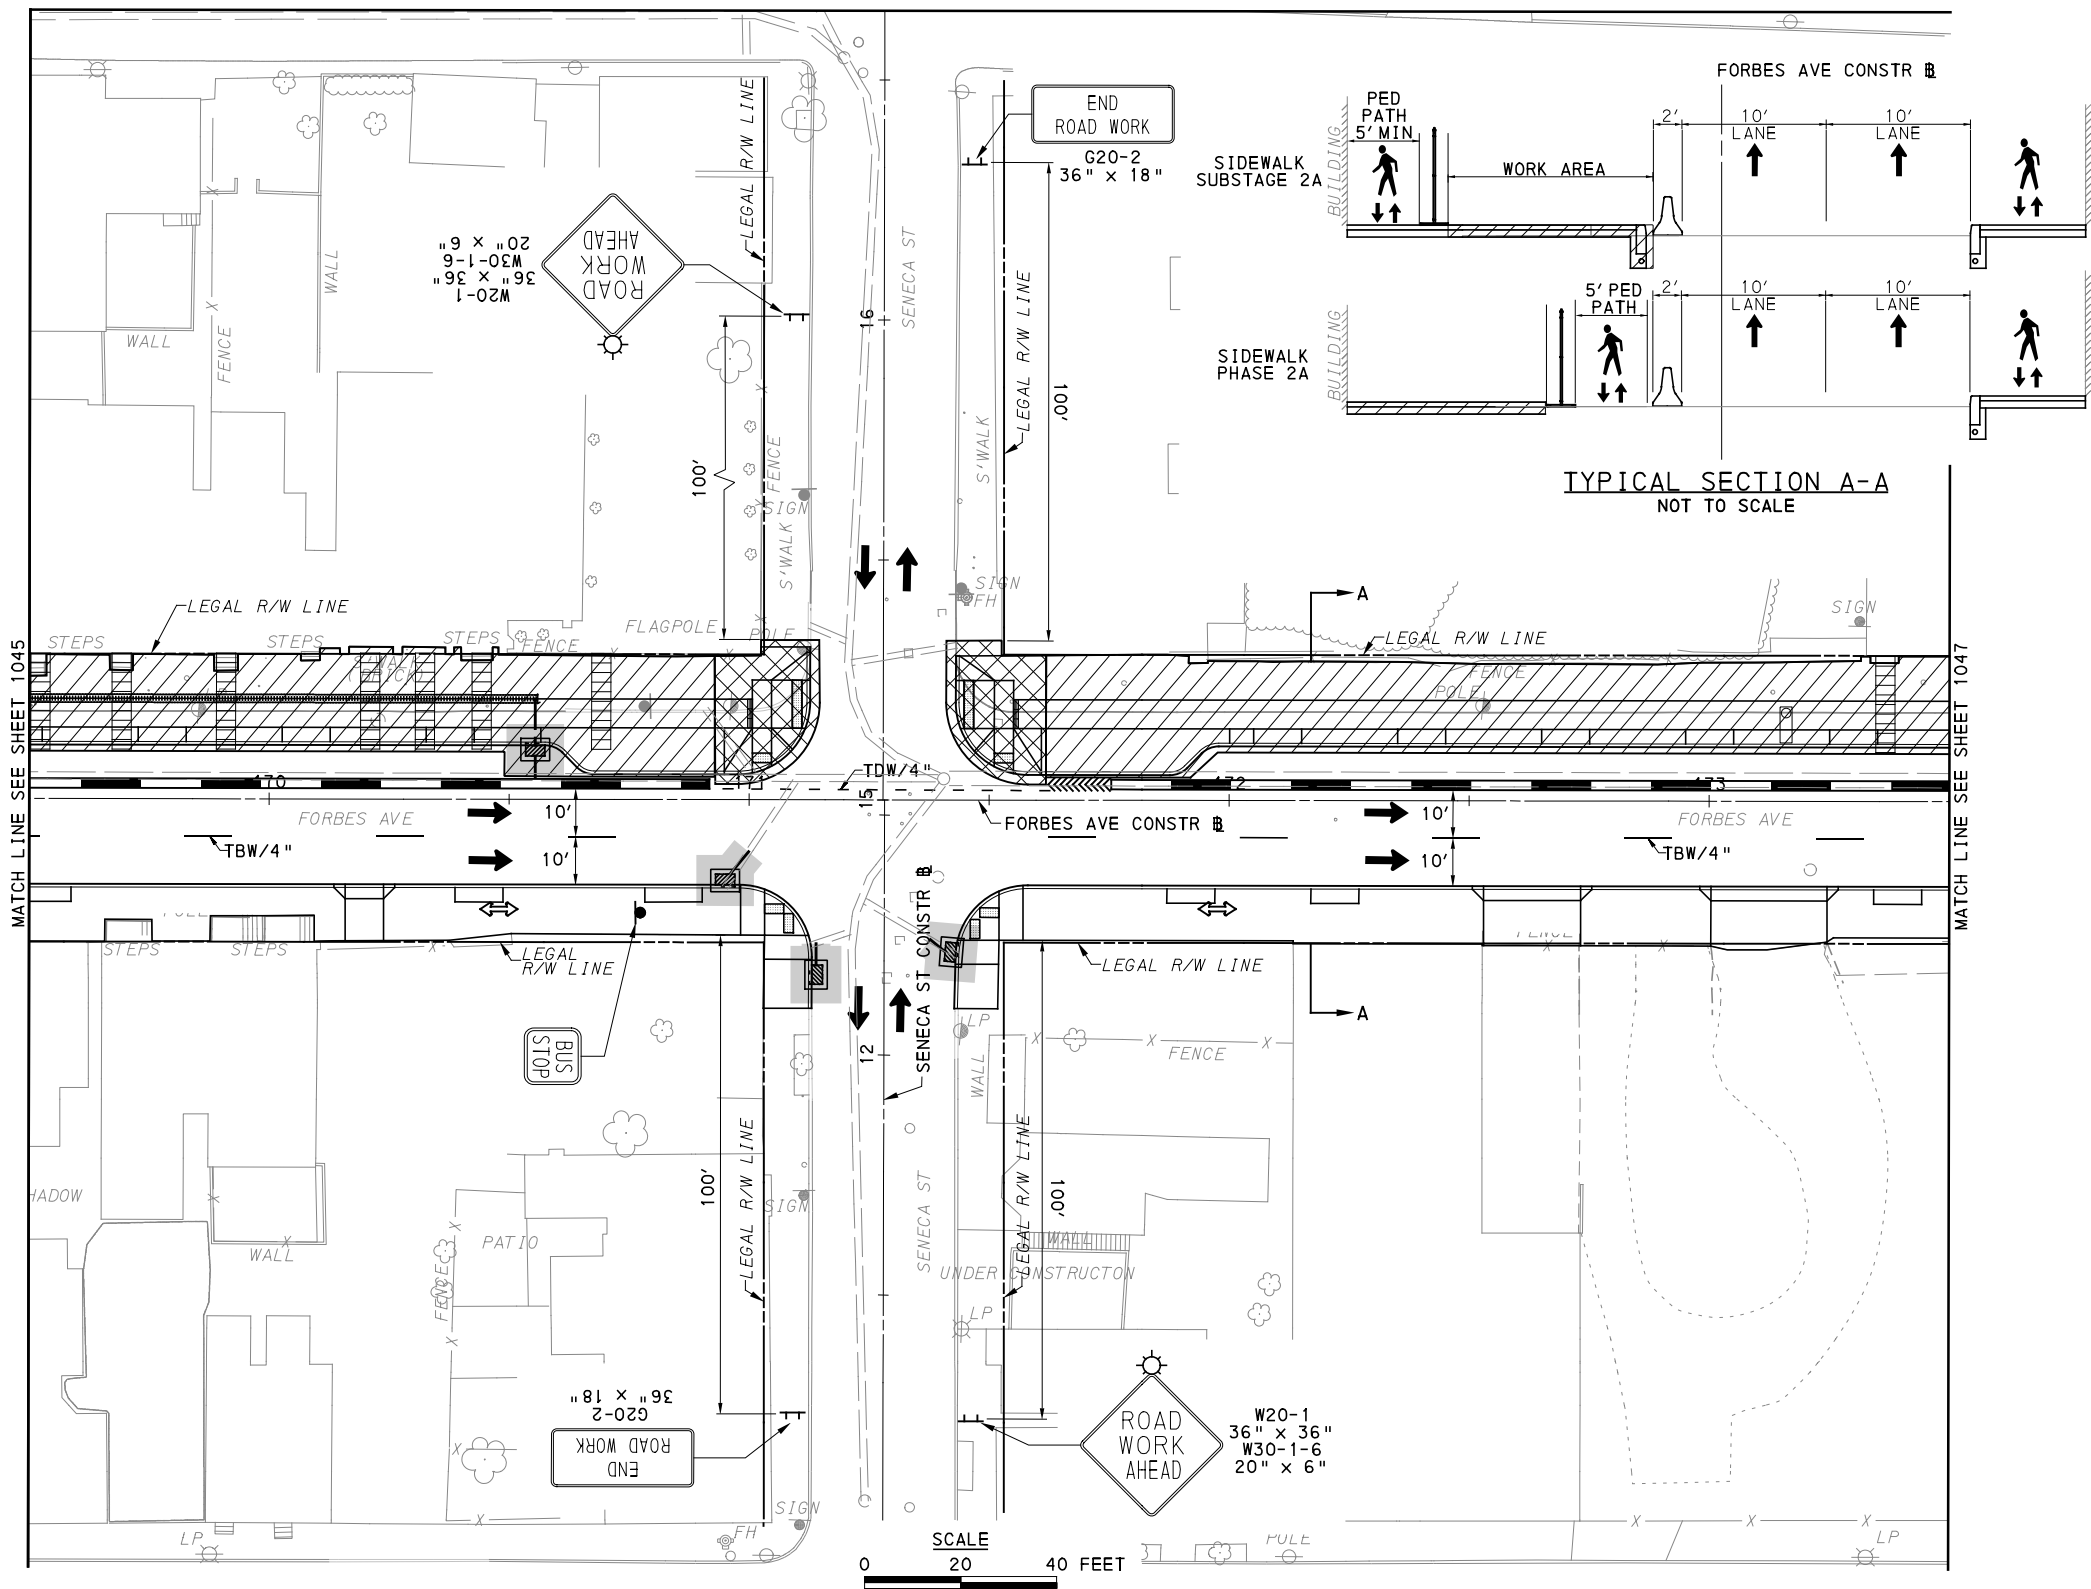 FORBES AVE CONSTR ℄
PED
PATH
5' MIN
2'
10'
LANE
10'
LANE
BUILDING
WORK AREA
SIDEWALK
SUBSTAGE 2A
5' PED
PATH
2'
10'
LANE
10'
LANE
BUILDING
SIDEWALK
PHASE 2A
TYPICAL SECTION A-A
NOT TO SCALE
END
ROAD WORK
G20-2
36" x 18"
LEGAL R/W LINE
ROAD
WORK
AHEAD
W20-1
36" x 36"
W30-1-6
20" x 6"
SENECA ST
16
LEGAL R/W LINE
100'
100'
WALL
WALL
X
FENCE
X
X
FENCE
S'WALK
S'WALK
SIGN
SIGN
FH
A
SIGN
LEGAL R/W LINE
LEGAL R/W LINE
STEPS
STEPS
STEPS
FENCE
FLAGPOLE
POLE
S'WALK
(BRICK)
FENCE
POLE
MATCH LINE SEE SHEET 1045
MATCH LINE SEE SHEET 1047
170
TDW/4"
15
172
173
FORBES AVE
10'
10'
FORBES AVE CONSTR ℄
10'
10'
FORBES AVE
TBW/4"
TBW/4"
STEPS
STEPS
X
LEGAL
R/W LINE
LEGAL R/W LINE
X
X
A
BUS
STOP
12
SENECA ST CONSTR ℄
LP
WALL
X
FENCE
X
100'
LEGAL R/W LINE
SIGN
SENECA ST
LEGAL R/W LINE
100'
HADOW
X
X
WALL
X
FENCE
X
PATIO
WALL
UNDER CONSTRUCTON
LP
G20-2
36" x 18"
END
ROAD WORK
ROAD
WORK
AHEAD
W20-1
36" x 36"
W30-1-6
20" x 6"
X
X
SIGN
LP
FH
POLE
X
X
X
LP
SCALE
0 20 40 FEET